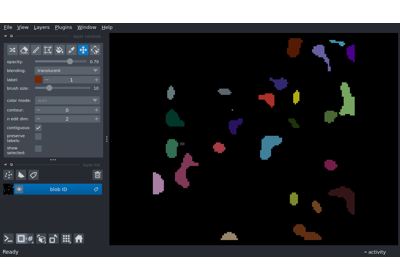 File View Layers Plugins Window Help
opacity: 0.70
blending: translucent
label: 1
brush size: 10
color mode:
contour: 0
n edit dim: 2
contiguous:
preserve
labels:
show
selected:
blob ID
Ready
activity